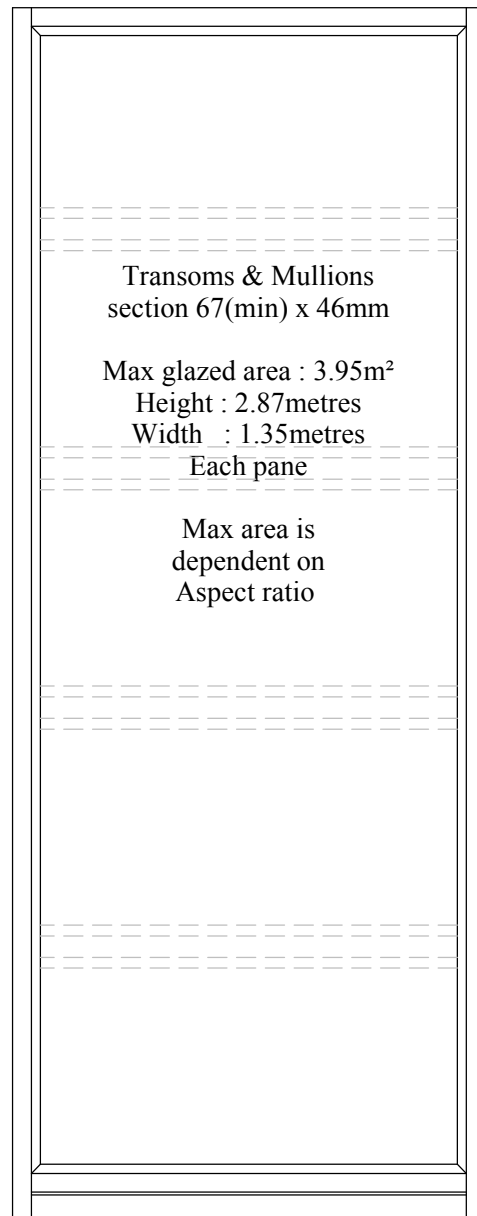 Transoms & Mullions
section 67(min) x 46mm
Max glazed area : 3.95m²
Height : 2.87metres
Width : 1.35metres
Each pane
Max area is
dependent on
Aspect ratio